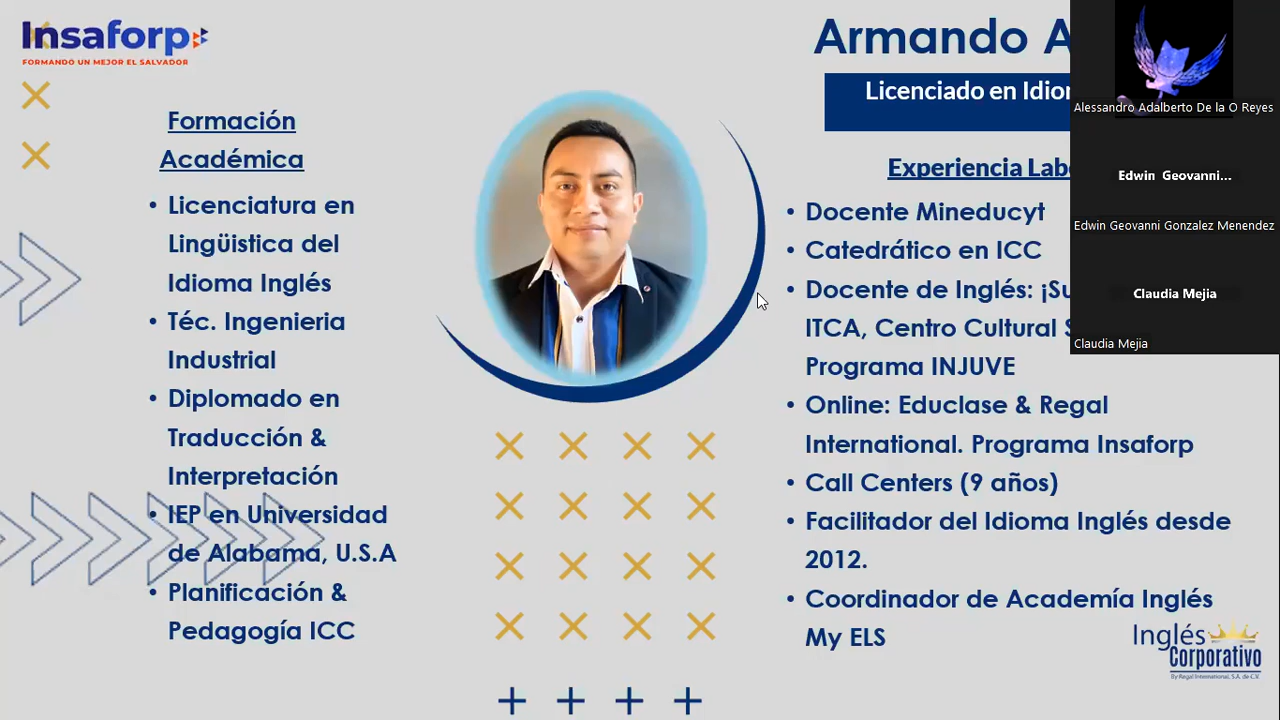 Insaforp
FORMANDO UN MEJOR EL SALVADOR
Formación
Académica
• Licenciatura en
Lingüistica del
Idioma Inglés
• Téc. Ingenieria
Industrial
• Diplomado en
Traducción &
Interpretación
• IEP en Universidad
de Alabama, U.S.A
• Planificación &
Pedagogía ICC
Armando
Licenciado en
• Docente Mineducyt
Experiencia
• Catedrático en ICC
• Docente de Inglés:
ITCA, Centro Cultural
Programa INJUVE
• Online: Educlase & Regal
International. Programa Insaforp
• Call Centers (9 años)
• Facilitador del Idioma Inglés desde
2012.
• Coordinador de Academía Inglés
My ELS
Inglés
Corporativo
By Regal International, S.A. de C.V.
Alessandro Adalberto De la O Reyes
Edwin Geovanni...
Edwin Geovanni Gonzalez Menendez
Claudia Mejia
Claudia Mejia